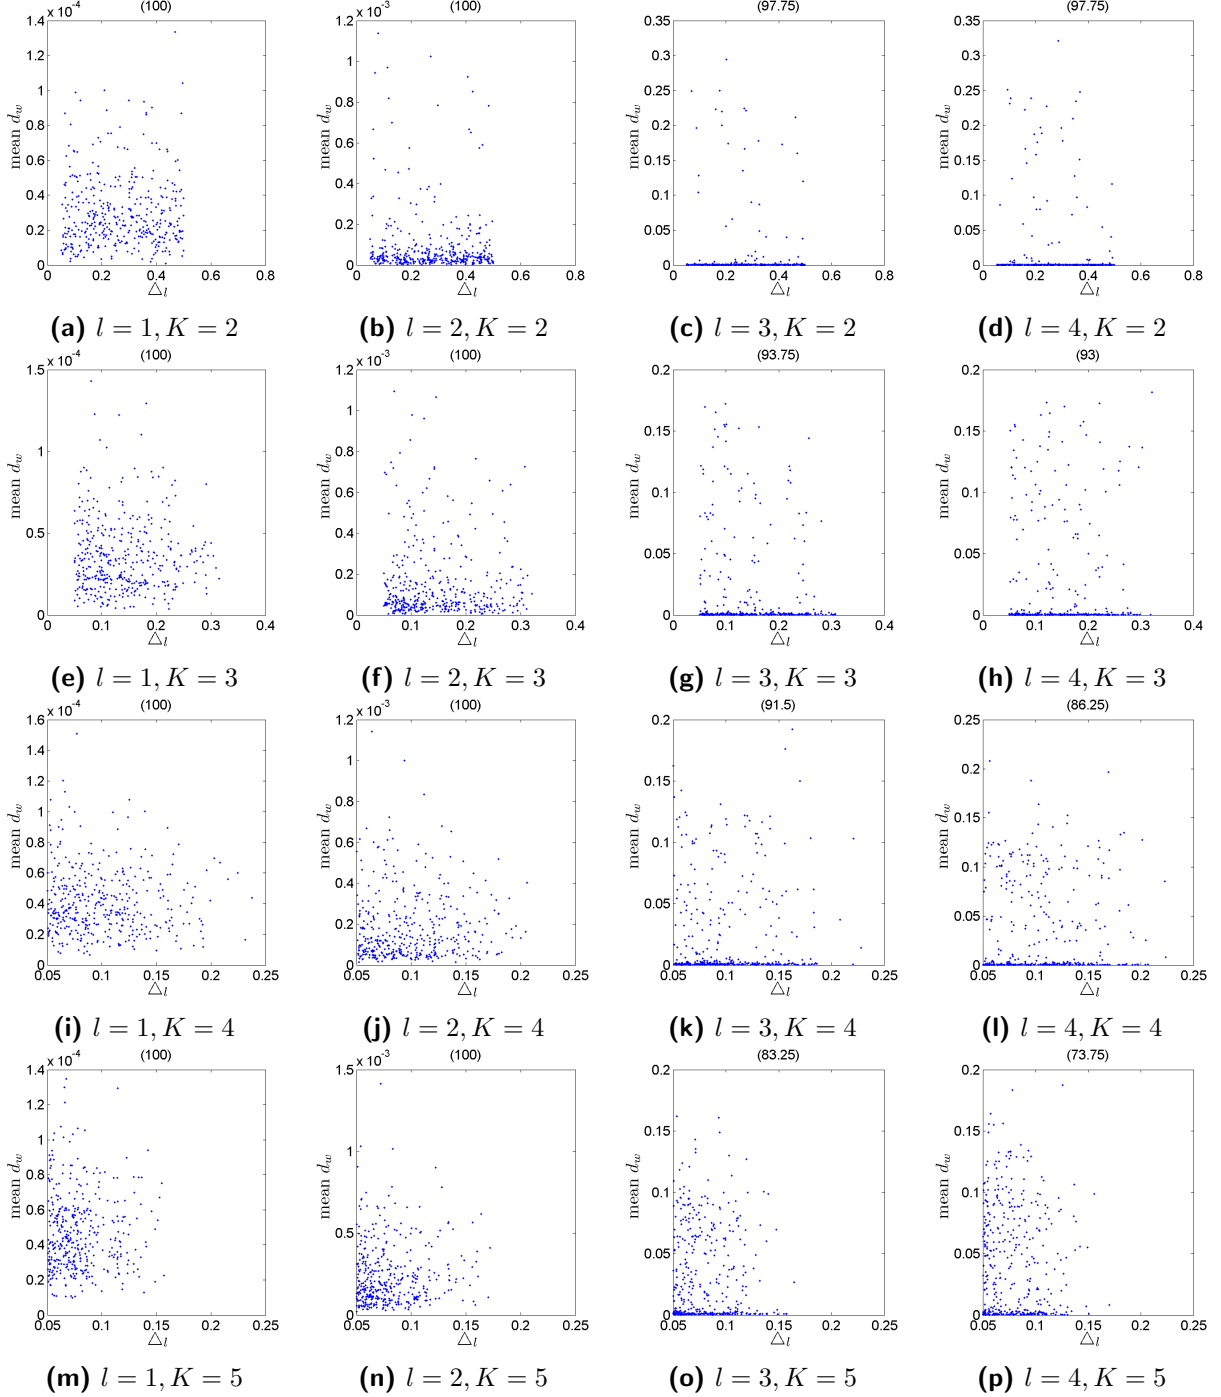 x 10⁻⁴ (100)
1.4
1.2
1
0.8
0.6
0.4
0.2
0
0 0.2 0.4 0.6 0.8
mean d_w
△_l
(a) l = 1, K = 2
x 10⁻³ (100)
1.2
1
0.8
0.6
0.4
0.2
0
0 0.2 0.4 0.6 0.8
mean d_w
△_l
(b) l = 2, K = 2
(97.75)
0.35
0.3
0.25
0.2
0.15
0.1
0.05
0
0 0.2 0.4 0.6 0.8
mean d_w
△_l
(c) l = 3, K = 2
(97.75)
0.35
0.3
0.25
0.2
0.15
0.1
0.05
0
0 0.2 0.4 0.6 0.8
mean d_w
△_l
(d) l = 4, K = 2
x 10⁻⁴ (100)
1.5
1
0.5
0
0 0.1 0.2 0.3 0.4
mean d_w
△_l
(e) l = 1, K = 3
x 10⁻³ (100)
1.2
1
0.8
0.6
0.4
0.2
0
0 0.1 0.2 0.3 0.4
mean d_w
△_l
(f) l = 2, K = 3
(93.75)
0.2
0.15
0.1
0.05
0
0 0.1 0.2 0.3 0.4
mean d_w
△_l
(g) l = 3, K = 3
(93)
0.2
0.15
0.1
0.05
0
0 0.1 0.2 0.3 0.4
mean d_w
△_l
(h) l = 4, K = 3
x 10⁻⁴ (100)
1.6
1.4
1.2
1
0.8
0.6
0.4
0.2
0
0.05 0.1 0.15 0.2 0.25
mean d_w
△_l
(i) l = 1, K = 4
x 10⁻³ (100)
1.2
1
0.8
0.6
0.4
0.2
0
0.05 0.1 0.15 0.2 0.25
mean d_w
△_l
(j) l = 2, K = 4
(91.5)
0.2
0.15
0.1
0.05
0
0.05 0.1 0.15 0.2 0.25
mean d_w
△_l
(k) l = 3, K = 4
(86.25)
0.25
0.2
0.15
0.1
0.05
0
0.05 0.1 0.15 0.2 0.25
mean d_w
△_l
(l) l = 4, K = 4
x 10⁻⁴ (100)
1.4
1.2
1
0.8
0.6
0.4
0.2
0
0.05 0.1 0.15 0.2 0.25
mean d_w
△_l
(m) l = 1, K = 5
x 10⁻³ (100)
1.5
1
0.5
0
0.05 0.1 0.15 0.2 0.25
mean d_w
△_l
(n) l = 2, K = 5
(83.25)
0.2
0.15
0.1
0.05
0
0.05 0.1 0.15 0.2 0.25
mean d_w
△_l
(o) l = 3, K = 5
(73.75)
0.2
0.15
0.1
0.05
0
0.05 0.1 0.15 0.2 0.25
mean d_w
△_l
(p) l = 4, K = 5